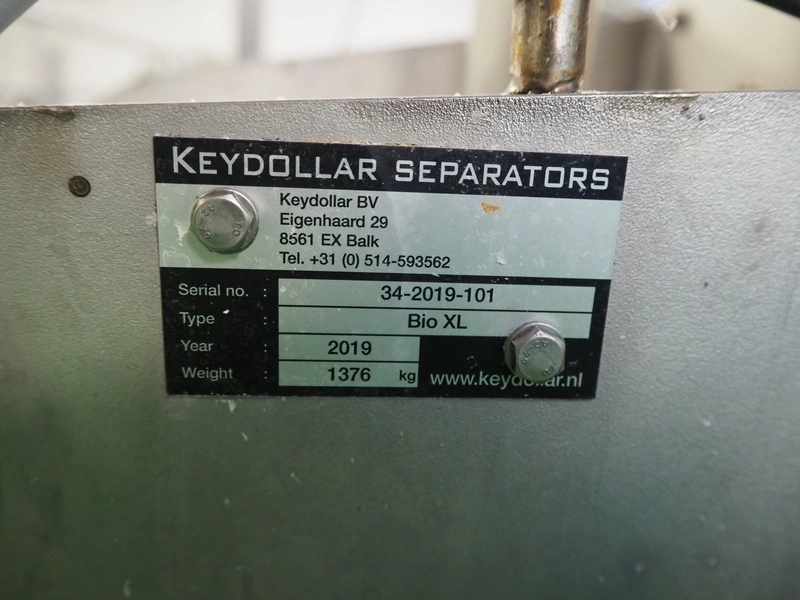 KEYDOLLAR SEPARATORS
Keydollar BV
Eigenhaard 29
8561 EX Balk
Tel. +31 (0) 514-593562
Serial no. : 34-2019-101
Type : Bio XL
Year : 2019
Weight : 1376 kg
www.keydollar.nl